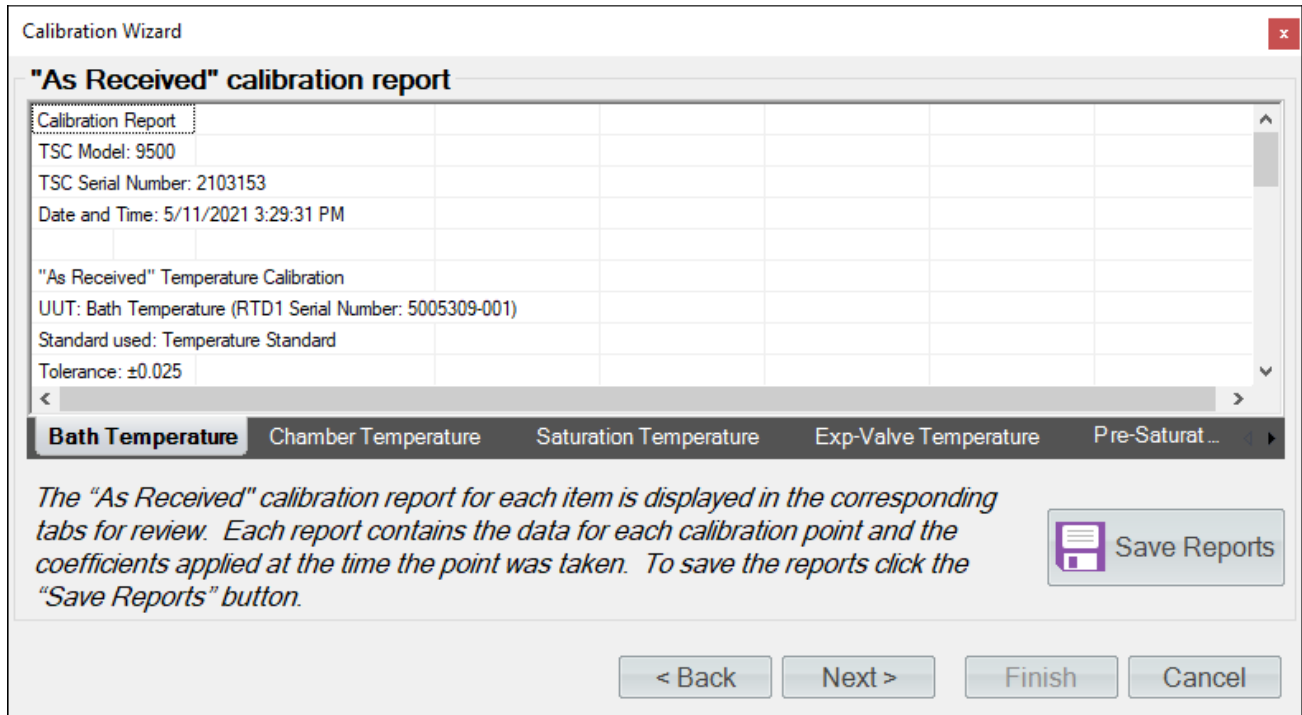 Calibration Wizard
x
"As Received" calibration report
Calibration Report
TSC Model: 9500
TSC Serial Number: 2103153
Date and Time: 5/11/2021 3:29:31 PM
"As Received" Temperature Calibration
UUT: Bath Temperature (RTD1 Serial Number: 5005309-001)
Standard used: Temperature Standard
Tolerance: ±0.025
Bath Temperature Chamber Temperature Saturation Temperature Exp-Valve Temperature Pre-Saturat...
The “As Received" calibration report for each item is displayed in the corresponding
tabs for review.  Each report contains the data for each calibration point and the
coefficients applied at the time the point was taken.  To save the reports click the
“Save Reports” button.
Save Reports
< Back Next > Finish Cancel